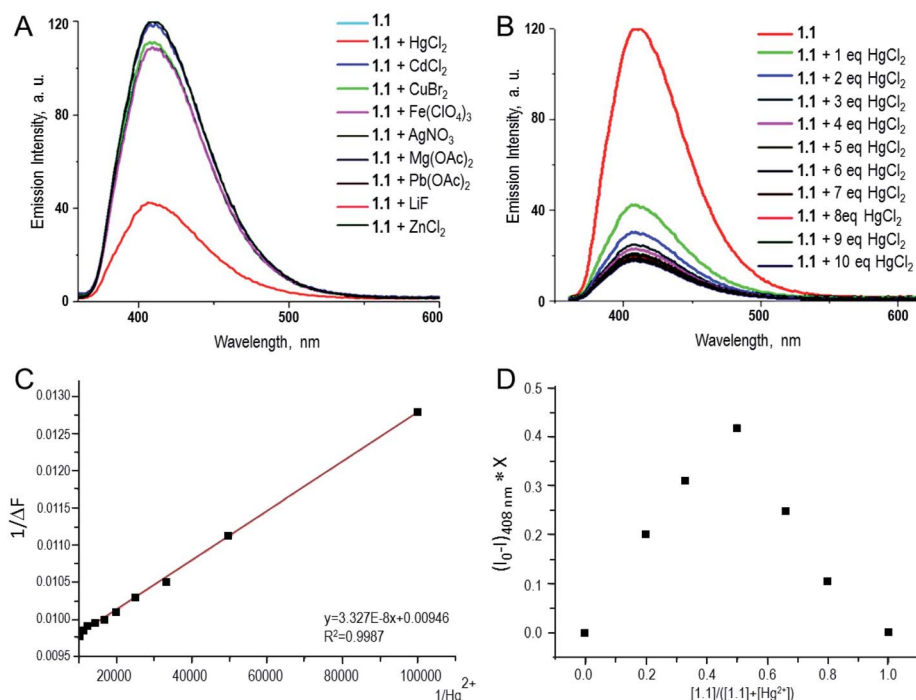 A
120
80
40
0
400
500
600
Emission Intensity, a. u.
Wavelength, nm
1.1
1.1 + HgCl₂
1.1 + CdCl₂
1.1 + CuBr₂
1.1 + Fe(ClO₄)₃
1.1 + AgNO₃
1.1 + Mg(OAc)₂
1.1 + Pb(OAc)₂
1.1 + LiF
1.1 + ZnCl₂
B
120
80
40
0
400
500
600
Emission Intensity, a. u.
Wavelength, nm
1.1
1.1 + 1 eq HgCl₂
1.1 + 2 eq HgCl₂
1.1 + 3 eq HgCl₂
1.1 + 4 eq HgCl₂
1.1 + 5 eq HgCl₂
1.1 + 6 eq HgCl₂
1.1 + 7 eq HgCl₂
1.1 + 8eq HgCl₂
1.1 + 9 eq HgCl₂
1.1 + 10 eq HgCl₂
C
0.0130
0.0125
0.0120
0.0115
0.0110
0.0105
0.0100
0.0095
1/ΔF
y=3.327E-8x+0.00946
R²=0.9987
20000
40000
60000
80000
100000
1/Hg²⁺
D
0.5
0.4
0.3
0.2
0.1
0.0
(I₀-I)₄₀₈ ₙₘ * X
0.0
0.2
0.4
0.6
0.8
1.0
[1.1]/([1.1]+[Hg²⁺])